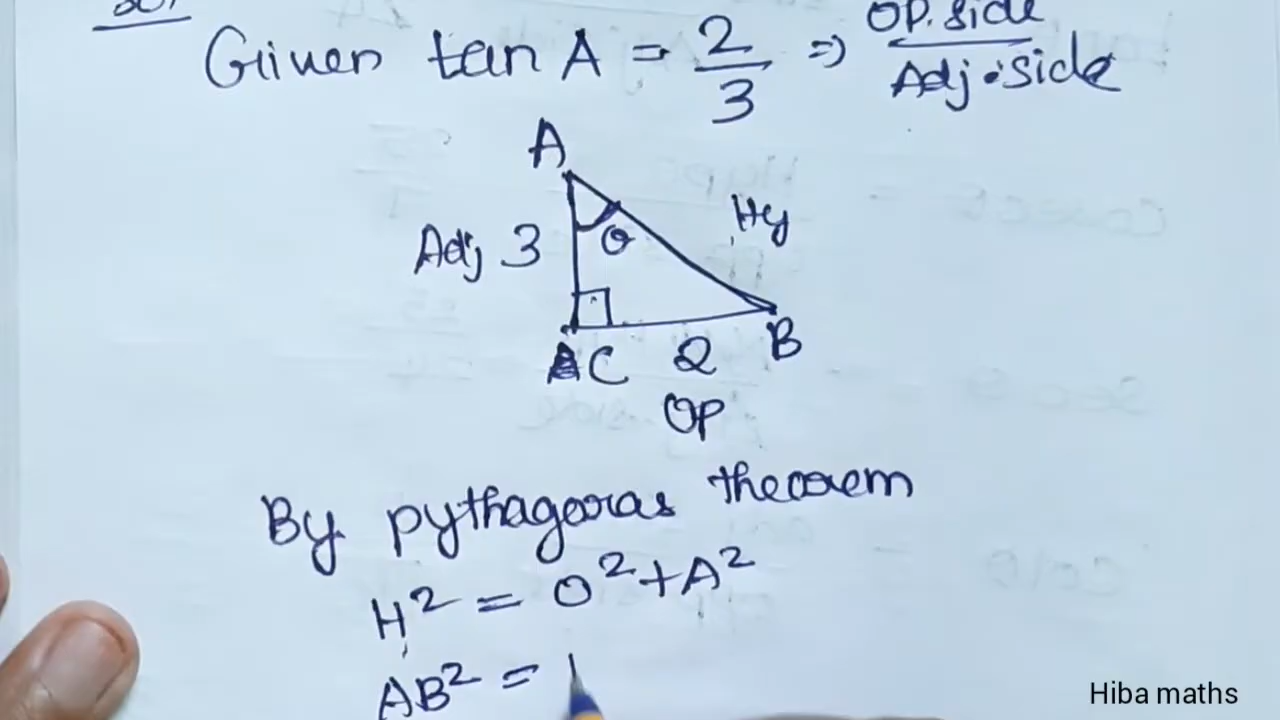 Given tan A = 2/3 => Op. Side / Adj. Side
A
Hy
Adj 3 θ
C 2 B
Op
By pythagoras theorem
H² = O² + A²
AB² =
Hiba maths